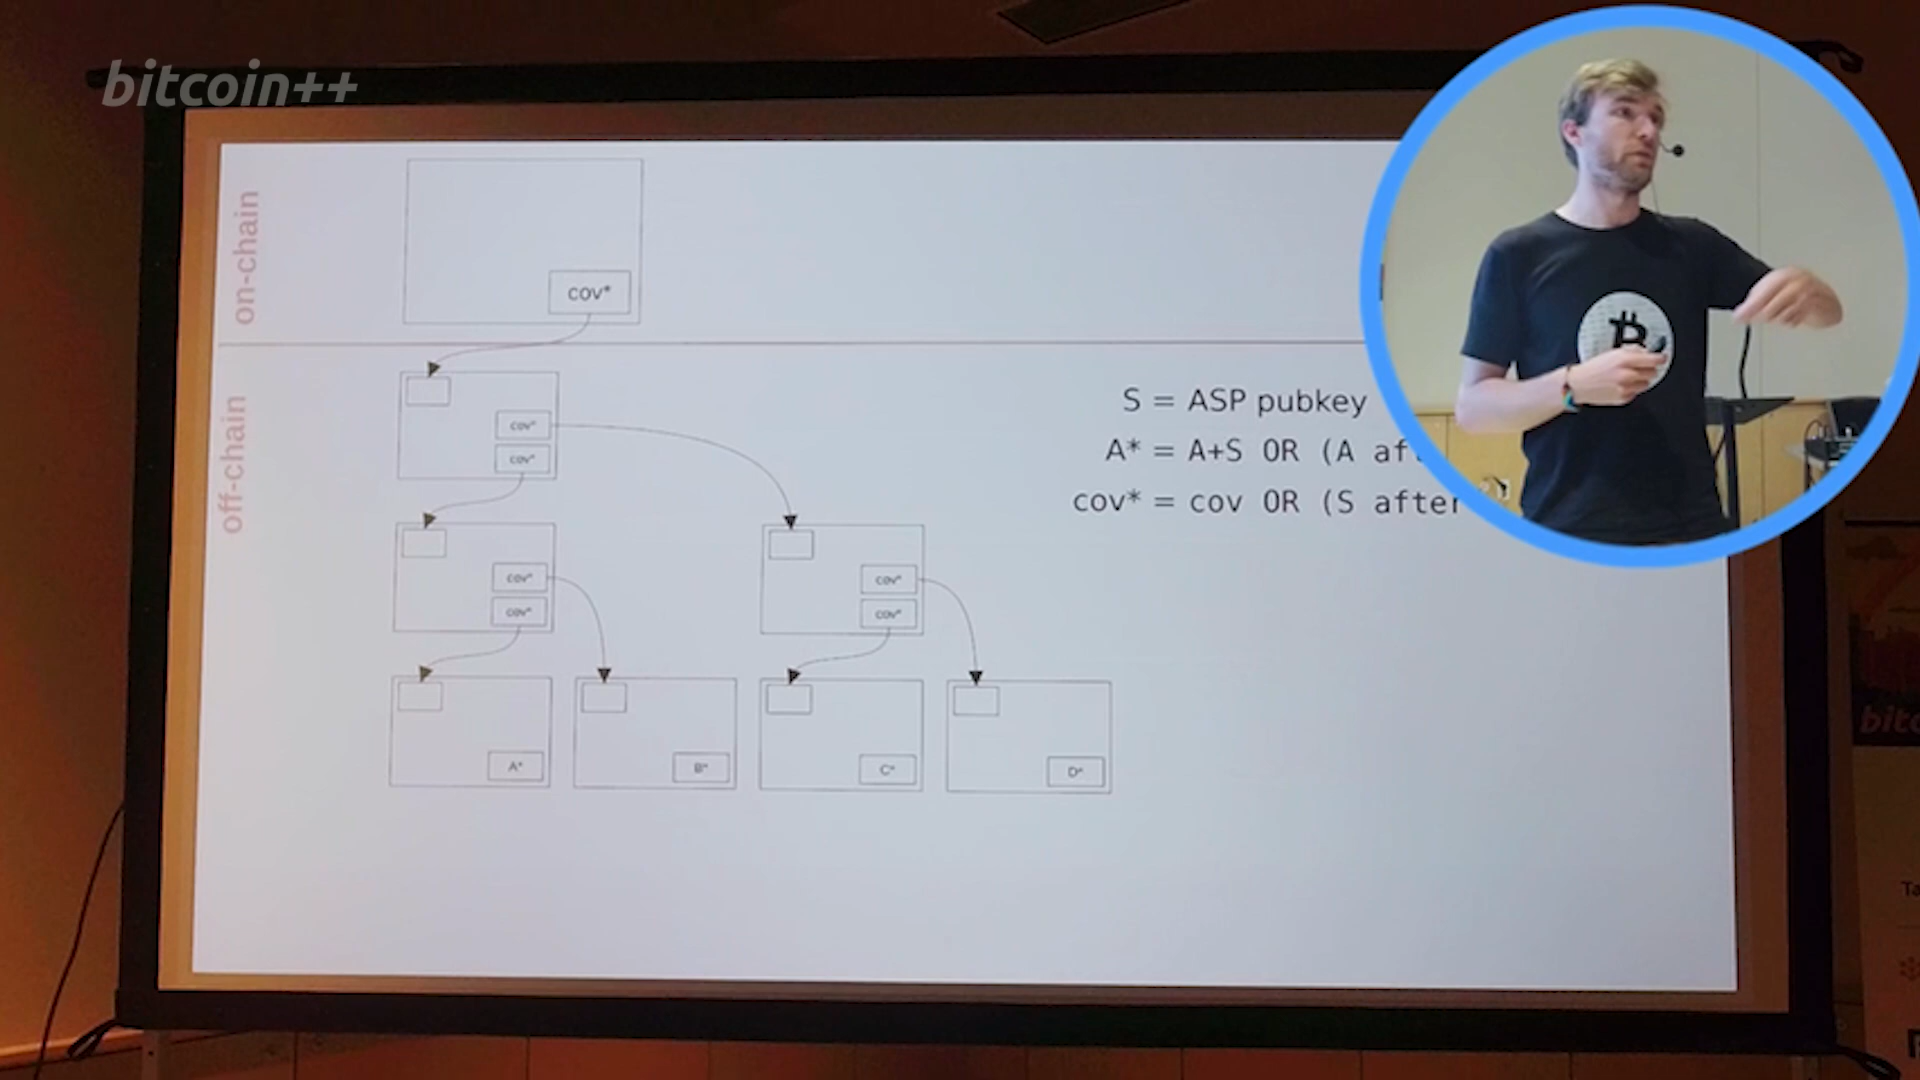 bitcoin++
on-chain
cov*
off-chain
cov*
cov*
S = ASP pubkey
A* = A+S OR (A
cov* = cov OR (S after
cov*
cov*
cov*
cov*
A*
B*
C*
D*